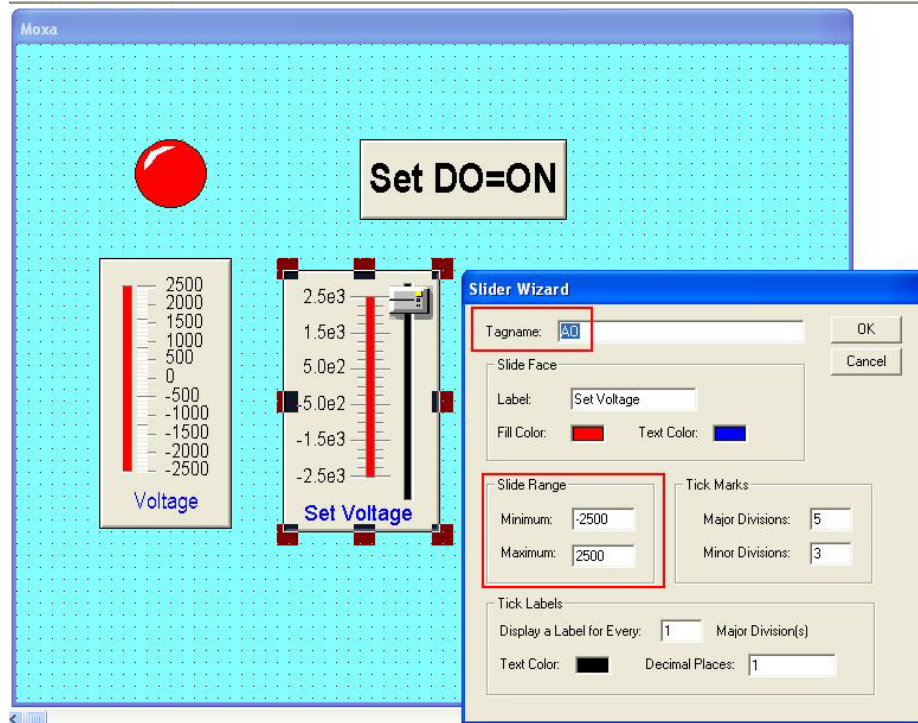 Moxa
Set DO=ON
2500
2000
1500
1000
500
0
-500
-1000
-1500
-2000
-2500
Voltage
2.5e3
1.5e3
5.0e2
-5.0e2
-1.5e3
-2.5e3
Set Voltage
Slider Wizard
Tagname: AO
OK
Cancel
Slide Face
Label: Set Voltage
Fill Color: Text Color:
Slide Range
Minimum: -2500
Maximum: 2500
Tick Marks
Major Divisions: 5
Minor Divisions: 3
Tick Labels
Display a Label for Every: 1 Major Division(s)
Text Color: Decimal Places: 1